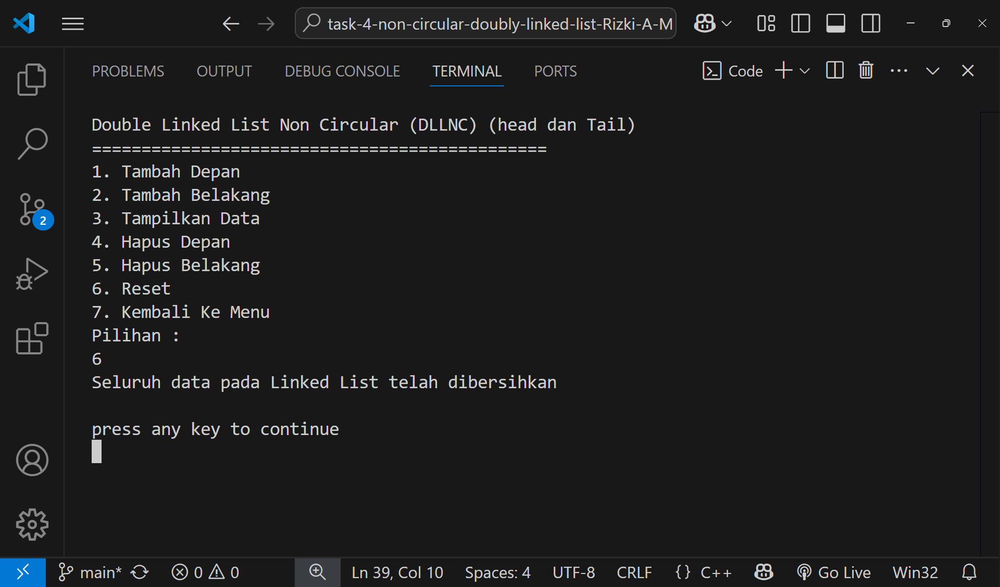 task-4-non-circular-doubly-linked-list-Rizki-A-M
PROBLEMS OUTPUT DEBUG CONSOLE TERMINAL PORTS Code
Double Linked List Non Circular (DLLNC) (head dan Tail)
==============================================
1. Tambah Depan
2. Tambah Belakang
3. Tampilkan Data
4. Hapus Depan
5. Hapus Belakang
6. Reset
7. Kembali Ke Menu
Pilihan :
6
Seluruh data pada Linked List telah dibersihkan
press any key to continue
2
main* 0 0 Ln 39, Col 10 Spaces: 4 UTF-8 CRLF {} C++ Go Live Win32